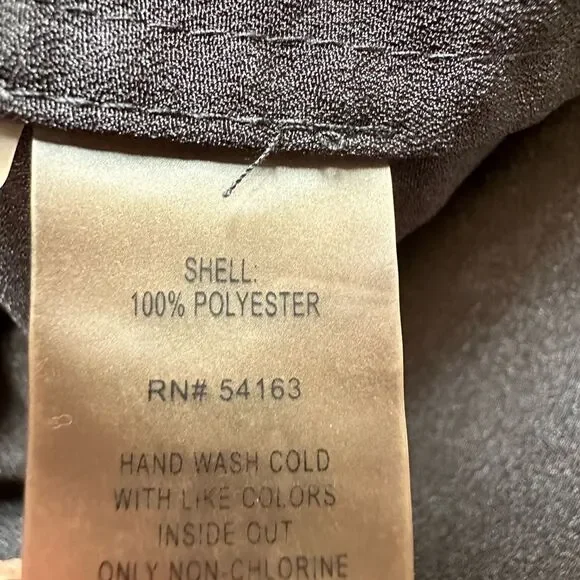 SHELL:
100% POLYESTER
RN# 54163
HAND WASH COLD
WITH LIKE COLORS
INSIDE OUT
ONLY NON-CHLORINE